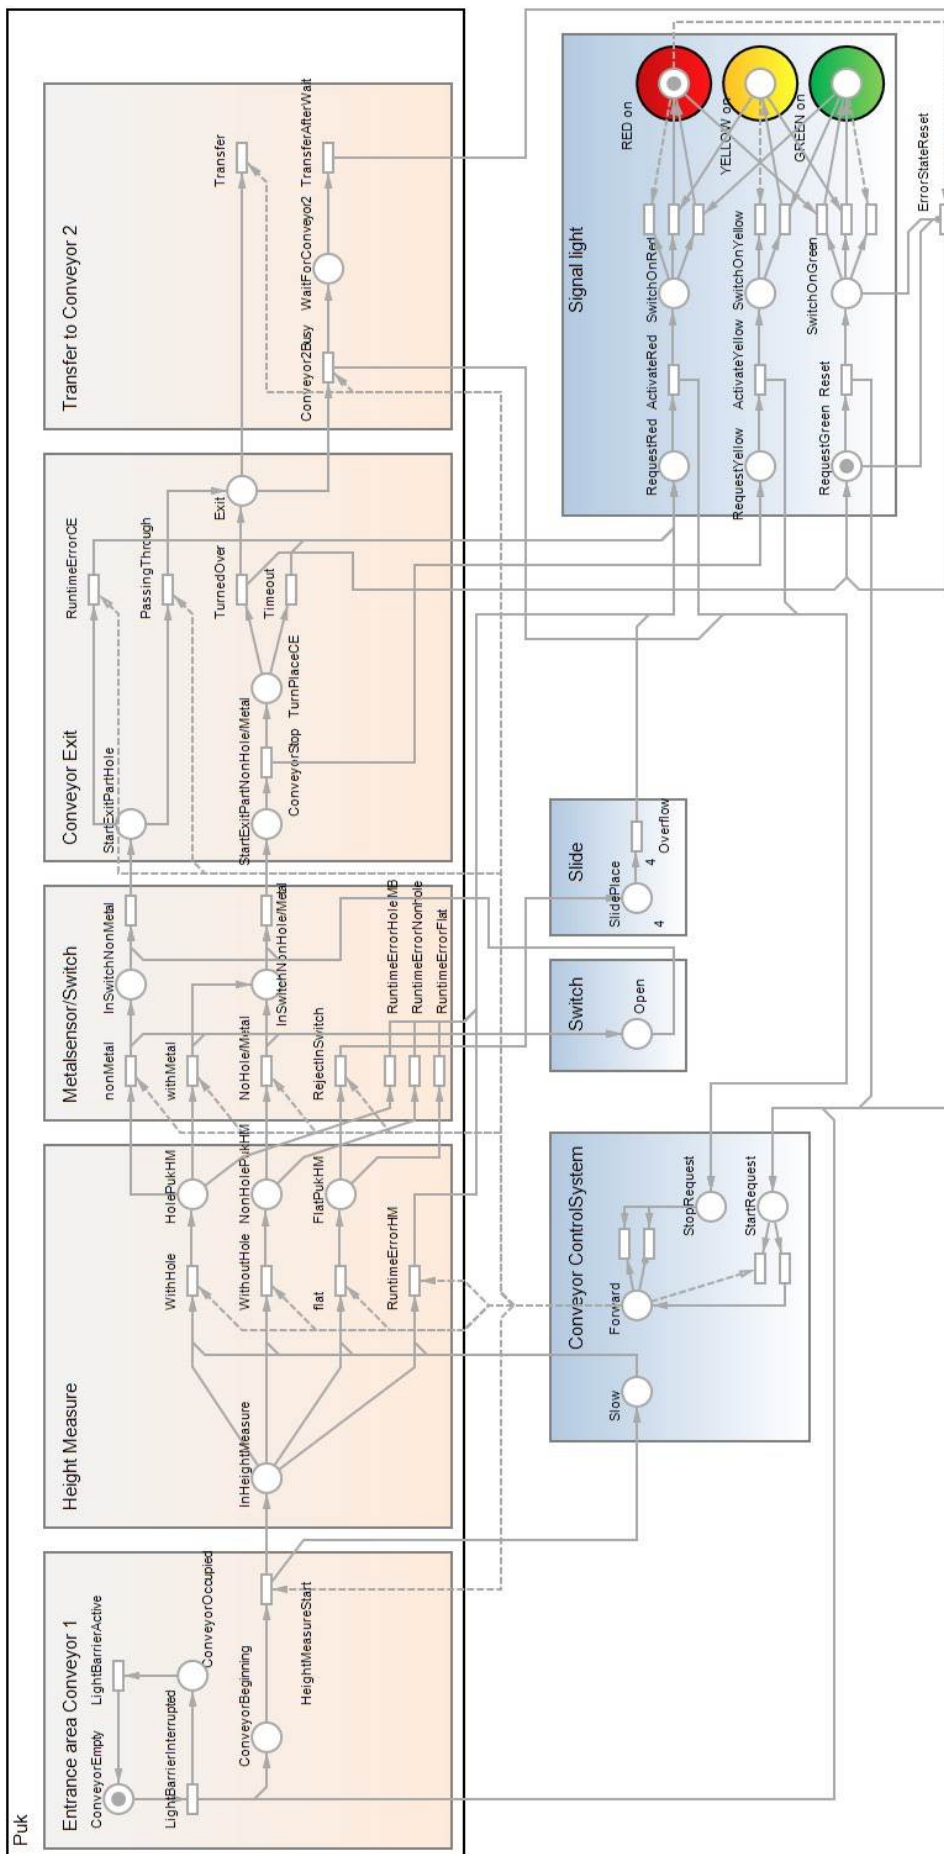 Puk
Entrance area Conveyor 1
ConveyorEmpty
LightBarrierActive
LightBarrierInterrupted
ConveyorOccupied
ConveyorBeginning
HeightMeasureStart
Height Measure
InHeightMeasure
WithHole
HolePukHM
WithoutHole
NonHolePukHM
flat
FlatPukHM
RuntimeErrorHM
Metalsensor/Switch
nonMetal
InSwitchNonMetal
withMetal
NoHole/Metal
InSwitchNonHole/Metal
RejectInSwitch
RuntimeErrorHole MB
RuntimeErrorNonhole
RuntimeErrorFlat
Conveyor Exit
StartExitPartHole
RuntimeErrorCE
PassingThrough
StartExitPartNonHole/Metal
ConveyorStop
TurnPlaceCE
TurnedOver
Timeout
Exit
Transfer to Conveyor 2
Transfer
Conveyor2Busy
WaitForConveyor2
TransferAfterWait
Conveyor ControlSystem
Slow
Forward
StopRequest
StartRequest
Switch
Open
Slide
SlidePlace
4
4
Overflow
Signal light
RequestRed
ActivateRed
SwitchOnRed
RED on
RequestYellow
ActivateYellow
SwitchOnYellow
YELLOW on
RequestGreen
Reset
SwitchOnGreen
GREEN on
ErrorStateReset